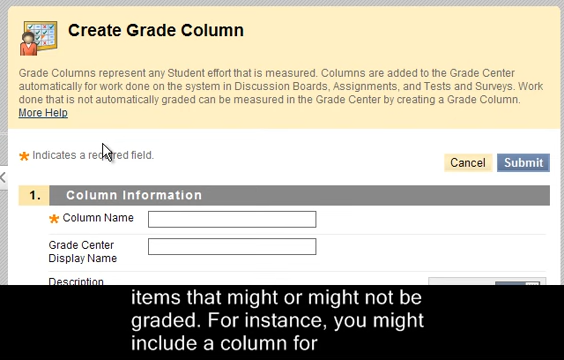 Create Grade Column
Grade Columns represent any Student effort that is measured. Columns are added to the Grade Center
automatically for work done on the system in Discussion Boards, Assignments, and Tests and Surveys. Work
done that is not automatically graded can be measured in the Grade Center by creating a Grade Column.
More Help
* Indicates a required field.
Cancel Submit
1. Column Information
* Column Name
Grade Center
Display Name
Description
items that might or might not be
graded. For instance, you might
include a column for